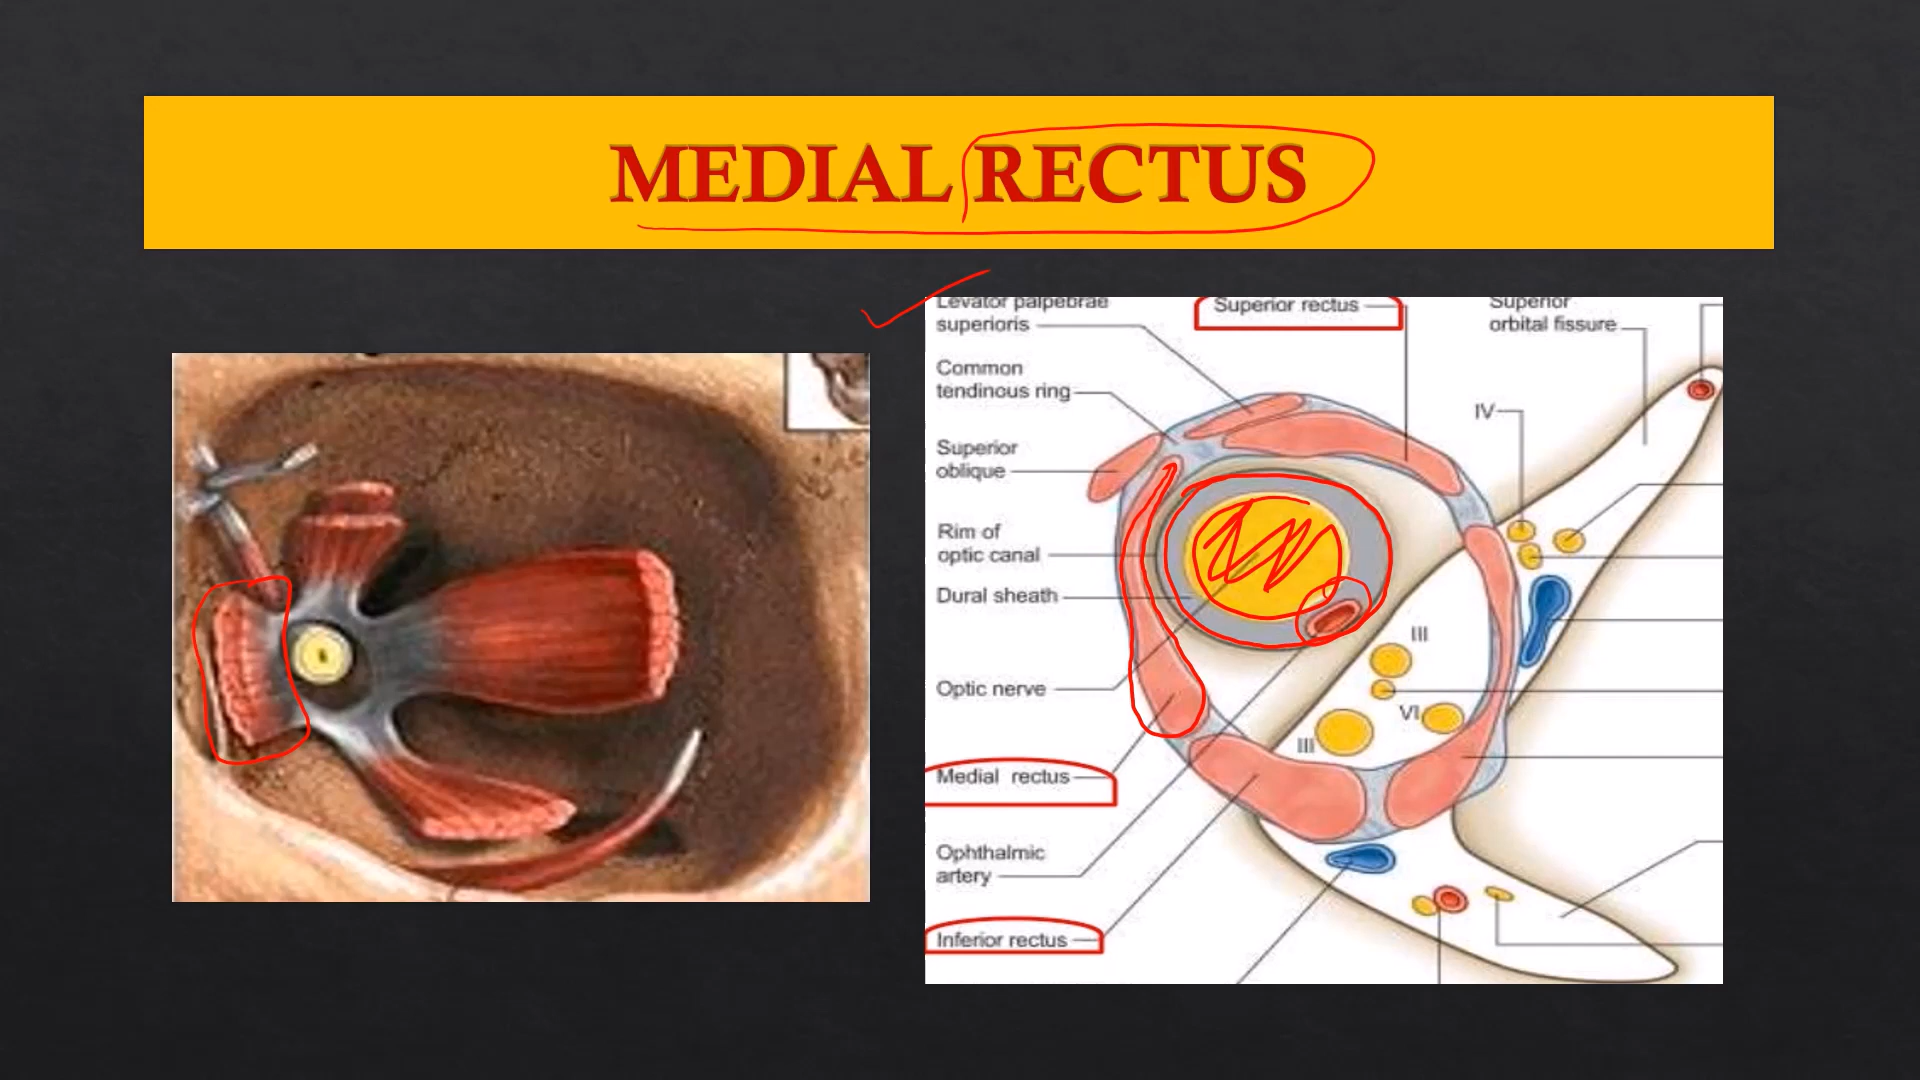 MEDIAL RECTUS
Levator palpebrae
superioris
Superior rectus
Superior
orbital fissure
Common
tendinous ring
IV
Superior
oblique
Rim of
optic canal
Dural sheath
III
Optic nerve
VI
III
Medial rectus
Ophthalmic
artery
Inferior rectus